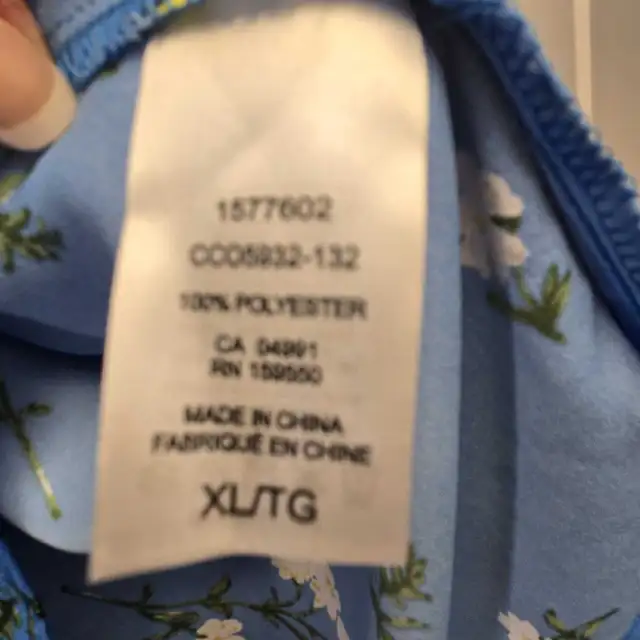 1577602
CCO5932-132
100% POLYESTER
CA 04991
RN 159550
MADE IN CHINA
FABRIQUÉ EN CHINE
XL/TG